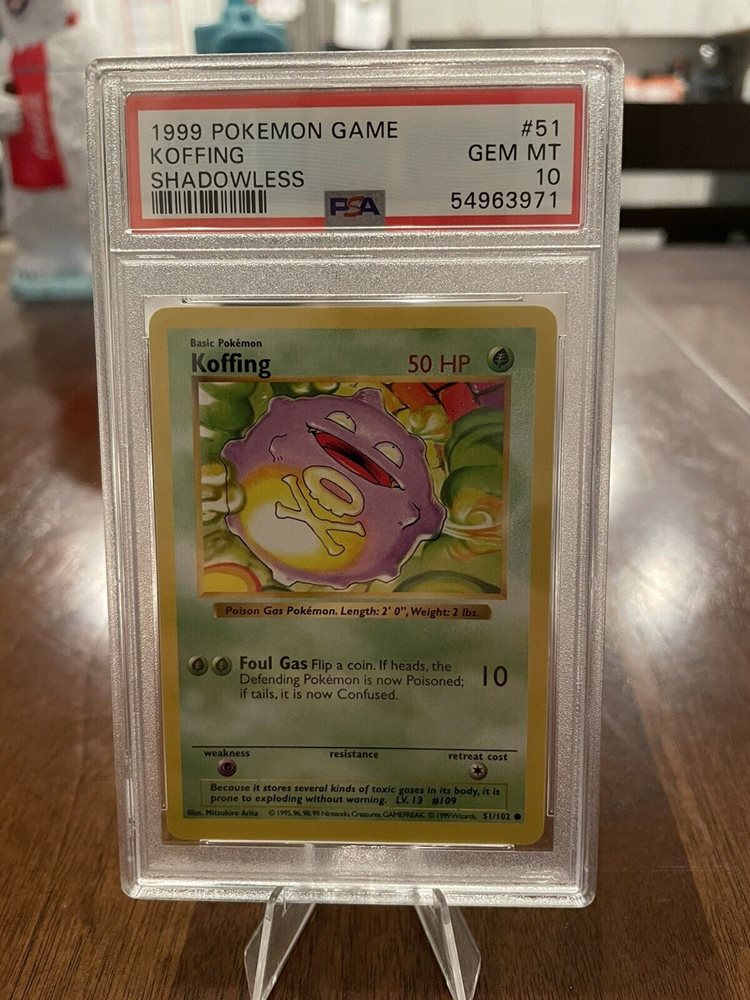 1999 POKEMON GAME #51
KOFFING GEM MT
SHADOWLESS 10
PSA 54963971
Basic Pokémon
Koffing 50 HP
Poison Gas Pokémon. Length: 2' 0", Weight: 2 lbs.
Foul Gas Flip a coin. If heads, the
Defending Pokémon is now Poisoned;
if tails, it is now Confused.
10
weakness resistance retreat cost
Because it stores several kinds of toxic gases in its body, it is
prone to exploding without warning. LV. 13 #109
Illus. Mitsuhiro Arita © 1995, 96, 98, 99 Nintendo, Creatures, GAMEFREAK. © 1999 Wizards. 51/102